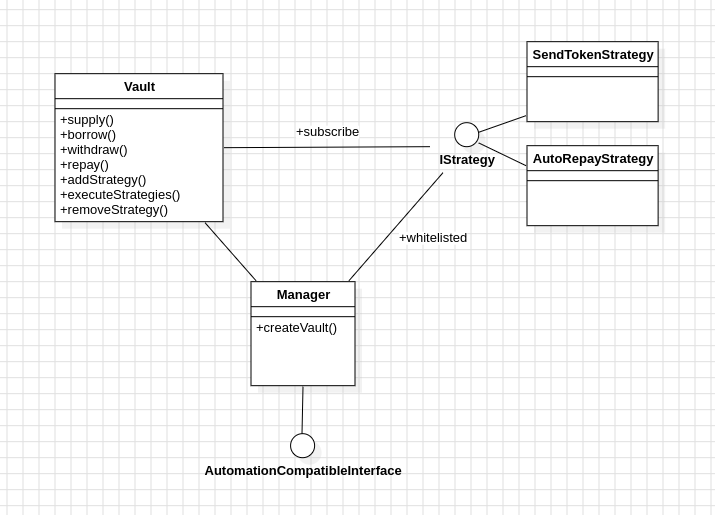 SendTokenStrategy
Vault
+supply()
+borrow()
+withdraw()
+repay()
+addStrategy()
+executeStrategies()
+removeStrategy()
+subscribe
IStrategy
AutoRepayStrategy
+whitelisted
Manager
+createVault()
AutomationCompatibleInterface